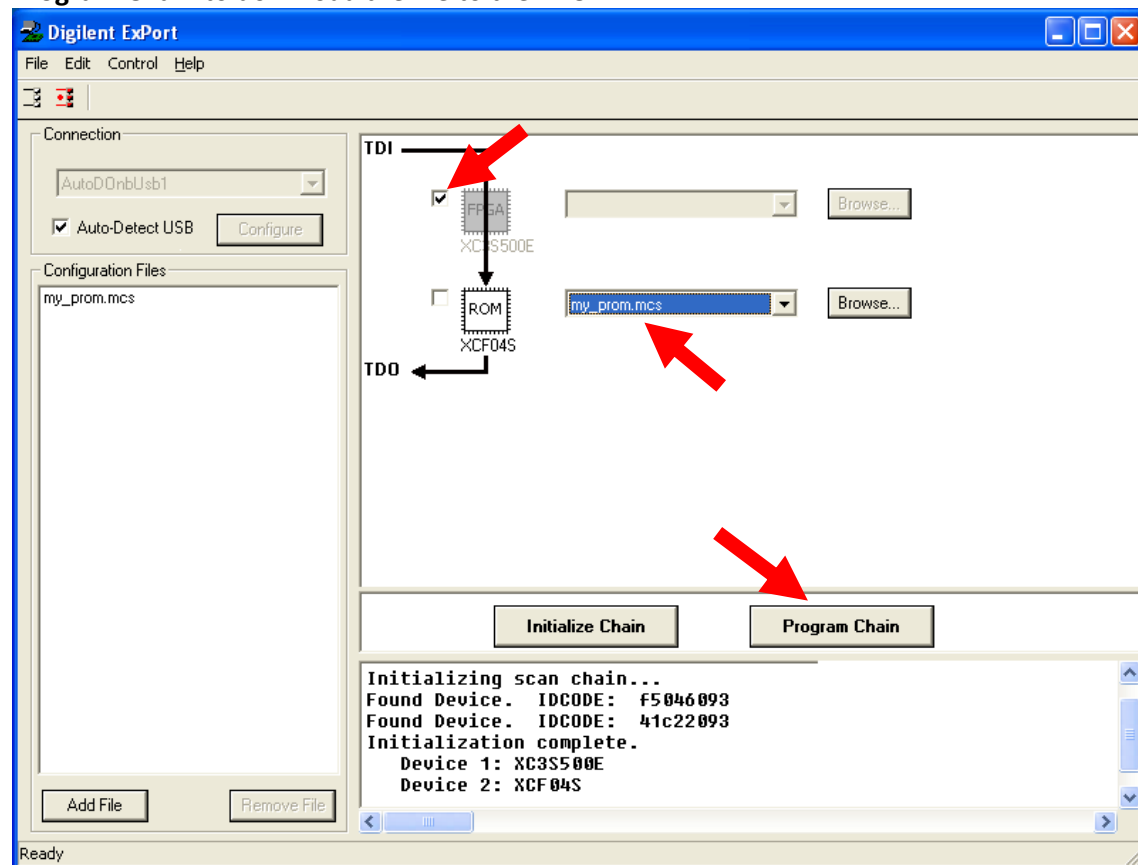 Digilent ExPort
File Edit Control Help
Connection
AutoDOnbUsb1
Auto-Detect USB Configure
Configuration Files
my_prom.mcs
Add File Remove File
TDI
FPGA Browse...
XC3S500E
ROM my_prom.mcs Browse...
XCF04S
TDO
Initialize Chain Program Chain
Initializing scan chain...
Found Device. IDCODE: f5046093
Found Device. IDCODE: 41c22093
Initialization complete.
Device 1: XC3S500E
Device 2: XCF04S
Ready